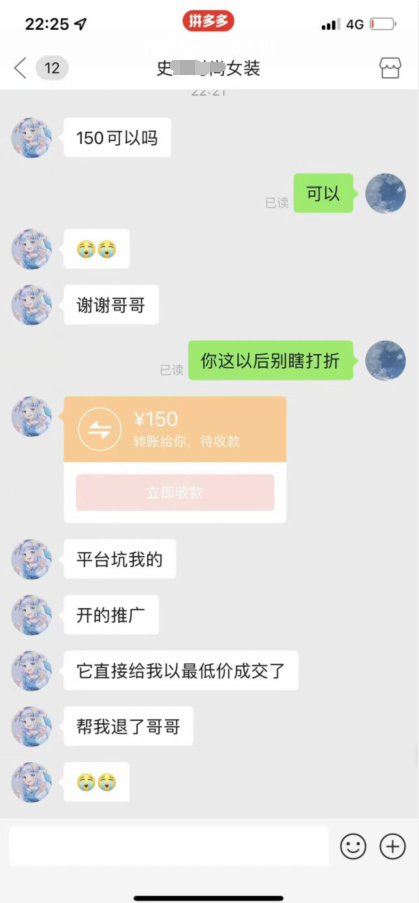 22:25
拼多多
4G
12
史 尚女装
22:21
150可以吗
已读
可以
😭😭
谢谢哥哥
已读
你这以后别瞎打折
¥150
转账给你，待收款
立即收款
平台坑我的
开的推广
它直接给我以最低价成交了
帮我退了哥哥
😭😭